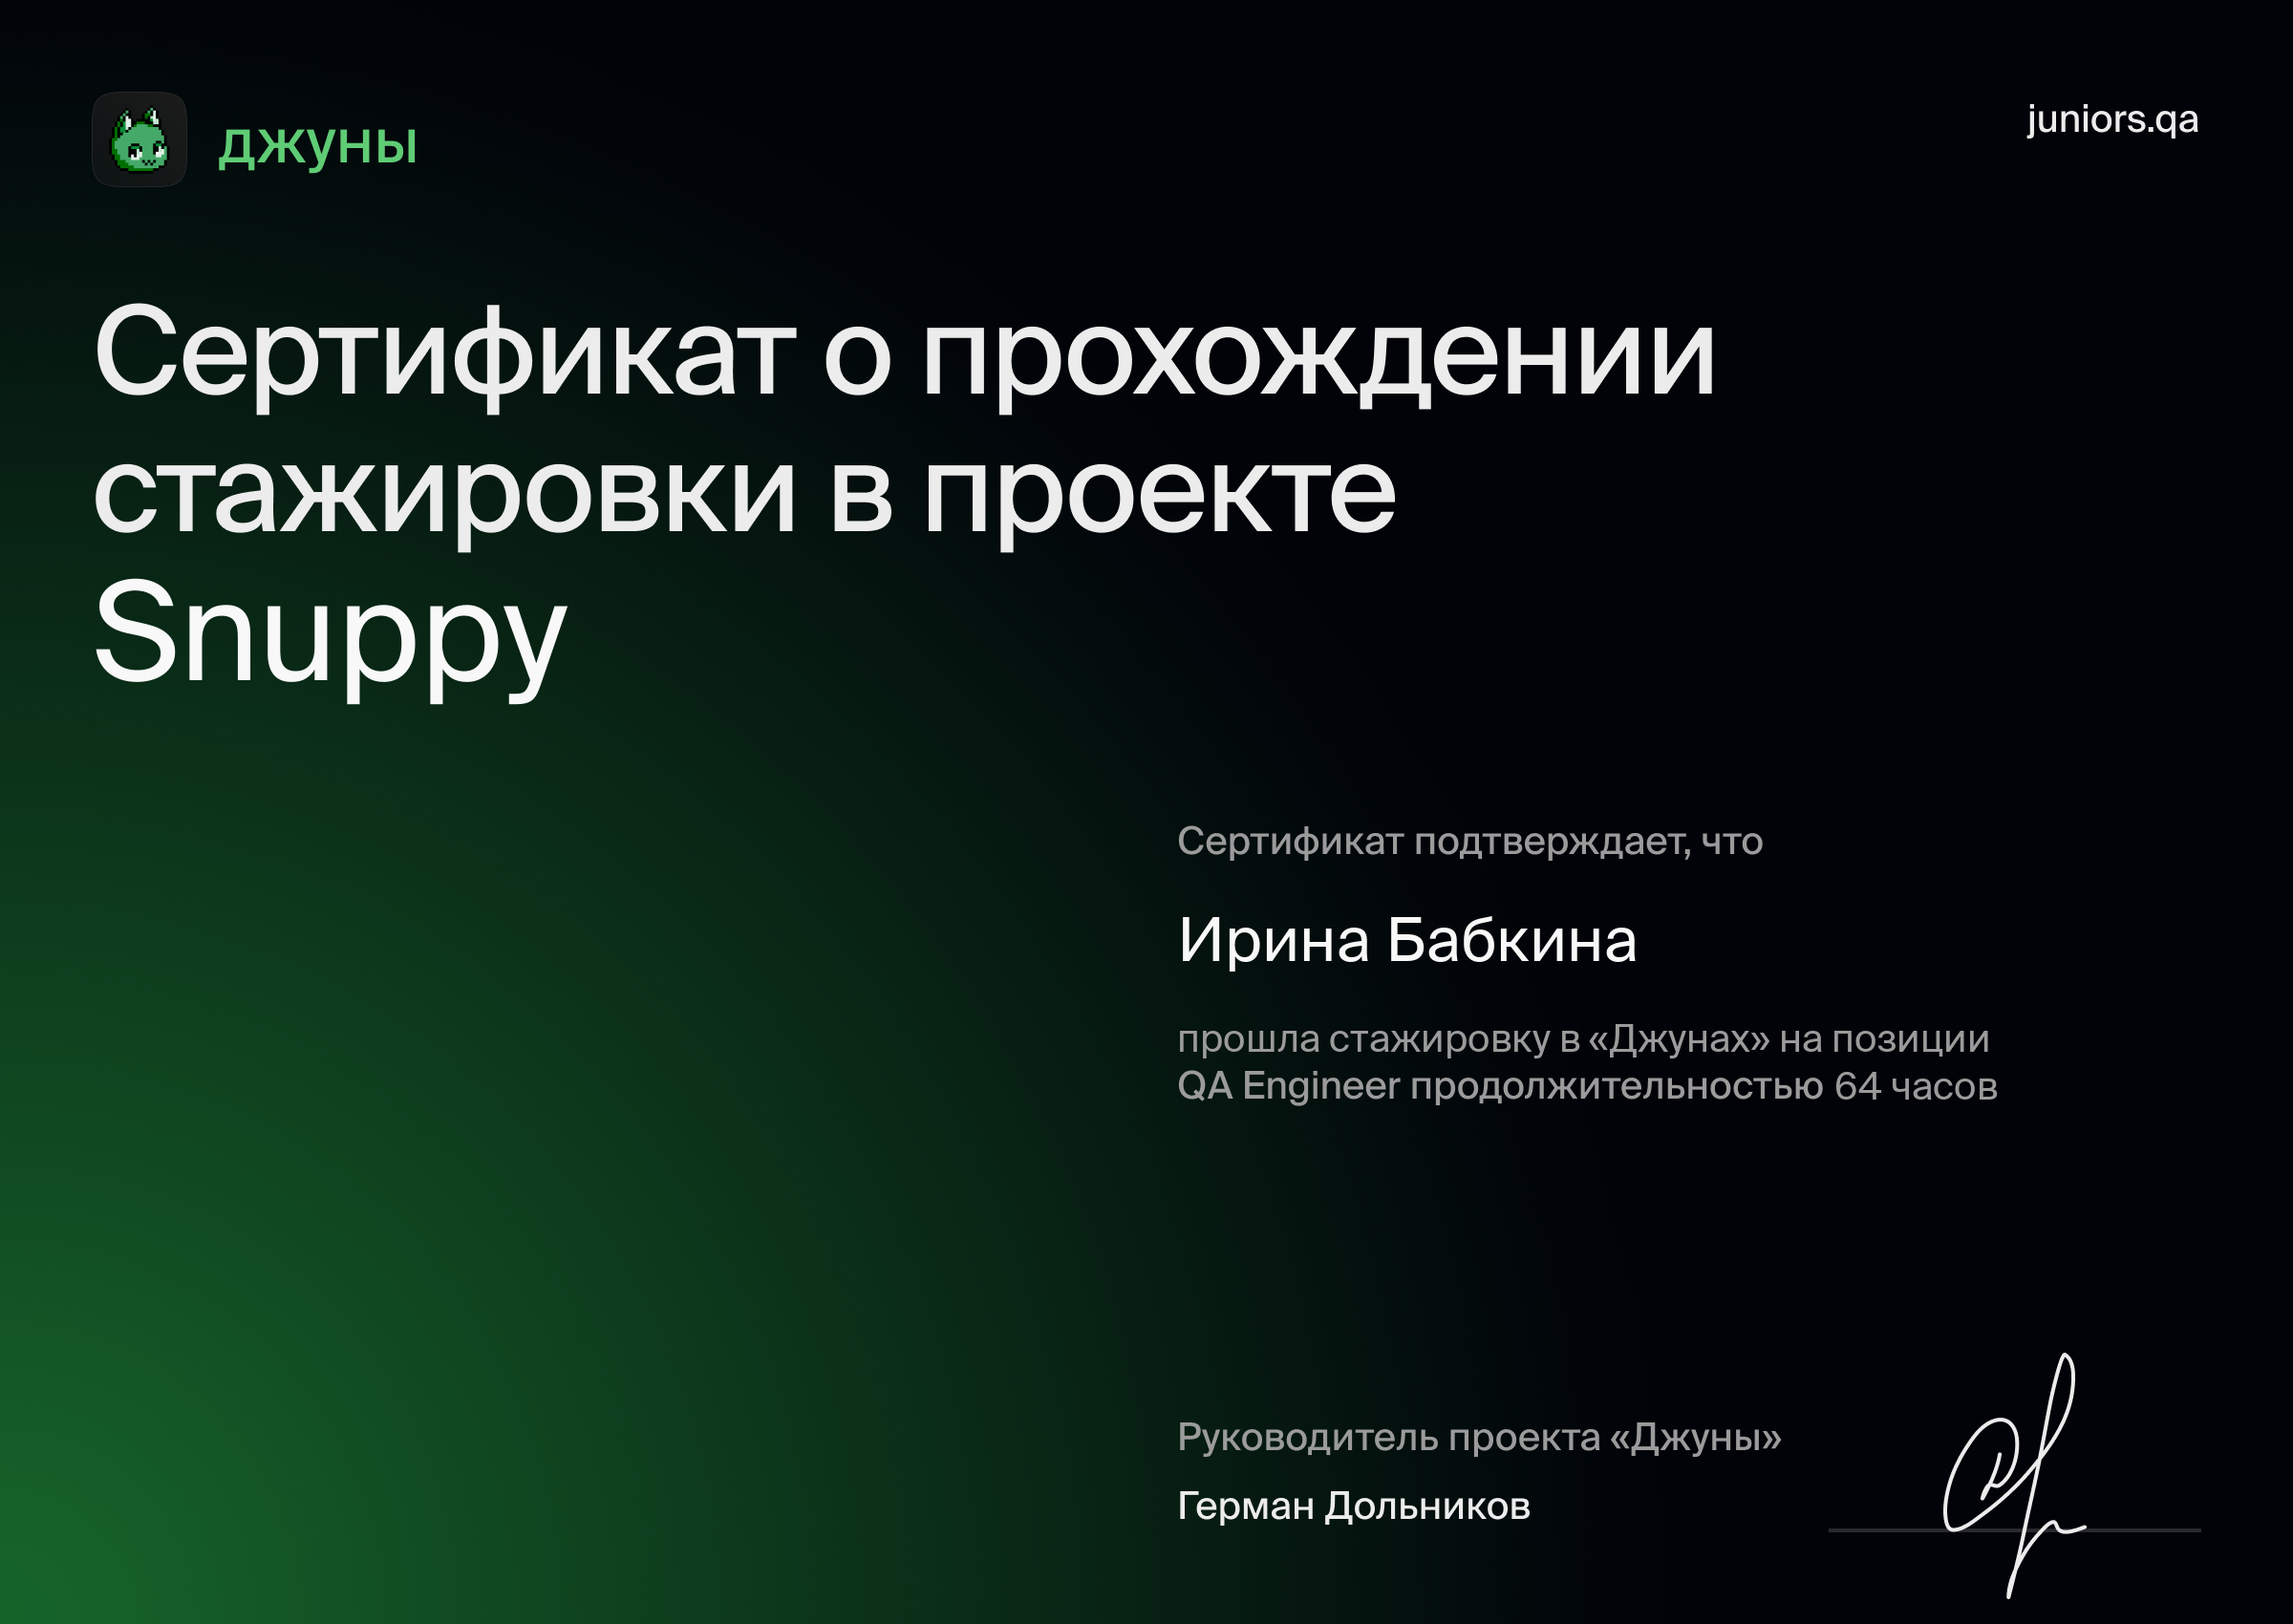 джуны
juniors.qa
Сертификат о прохождении
стажировки в проекте
Snuppy
Сертификат подтверждает, что
Ирина Бабкина
прошла стажировку в «Джунах» на позиции
QA Engineer продолжительностью 64 часов
Руководитель проекта «Джуны»
Герман Дольников